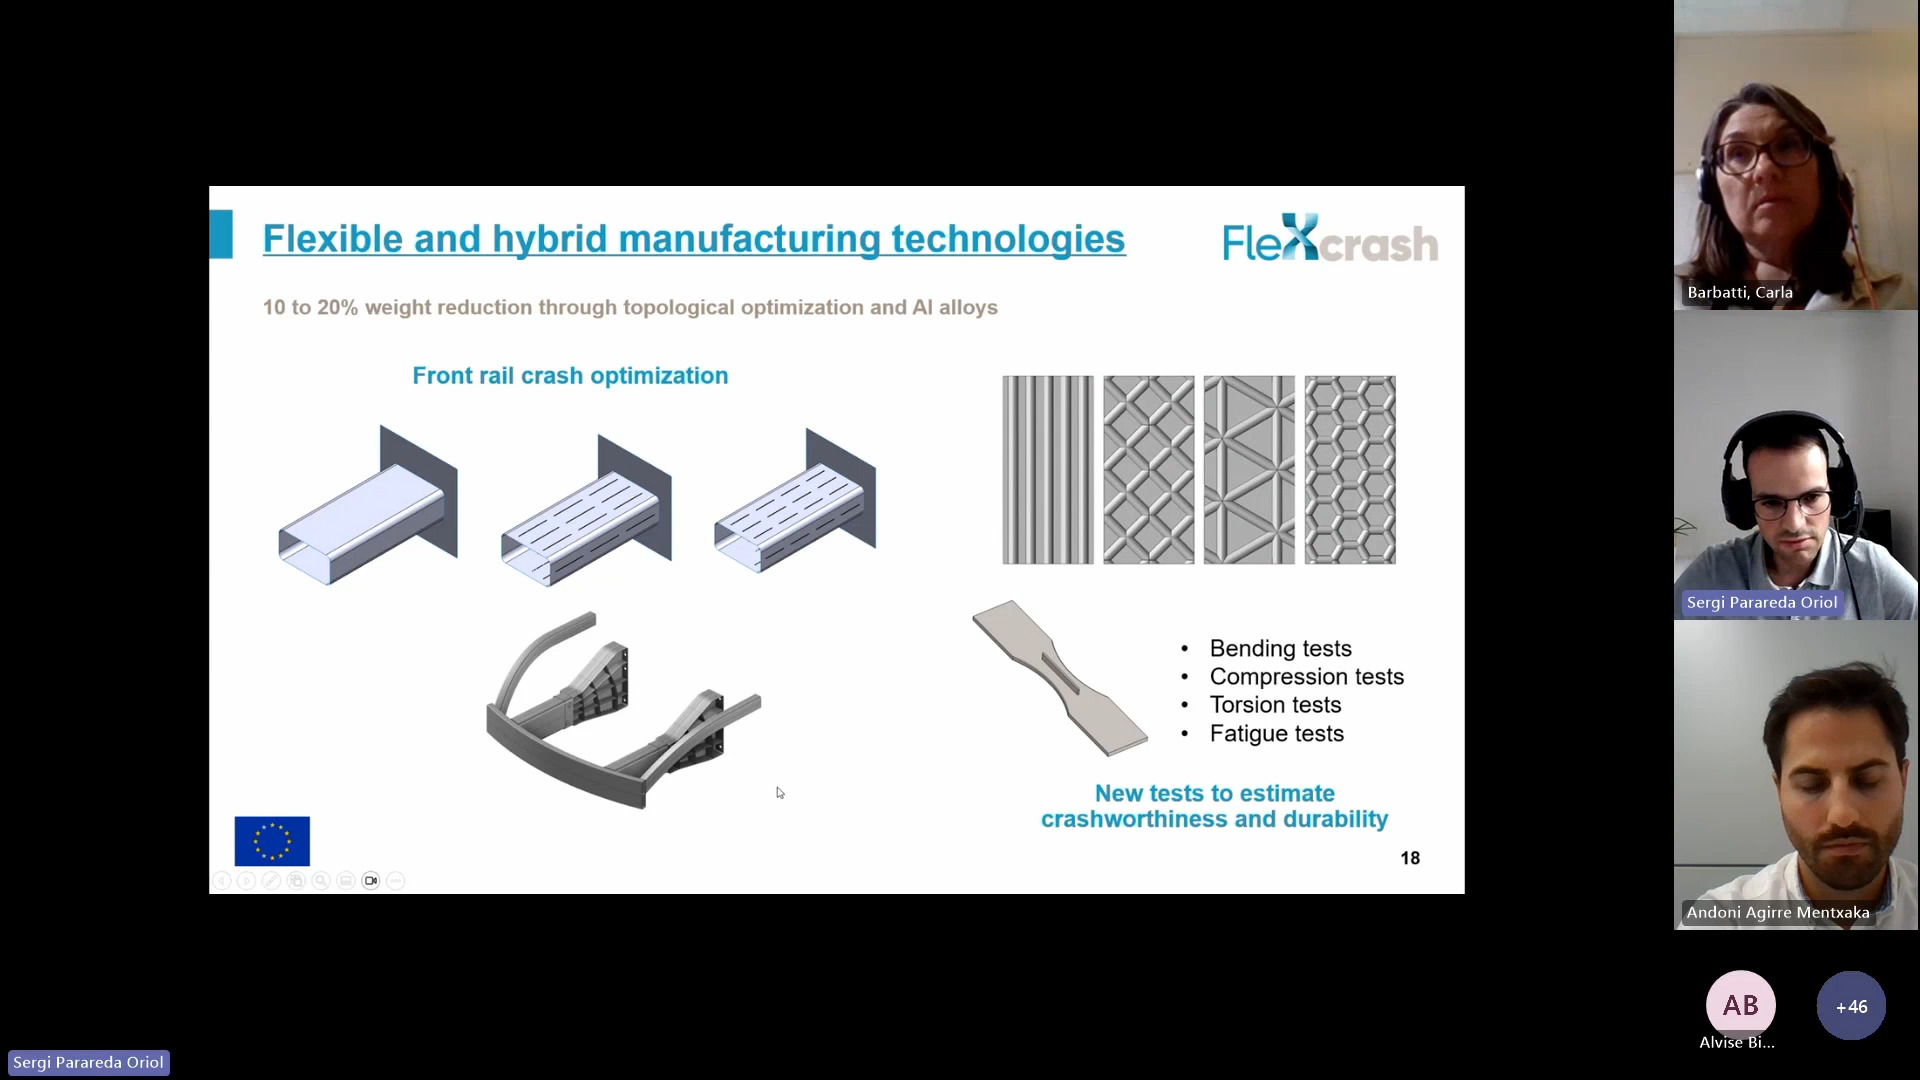 Flexible and hybrid manufacturing technologies
FleXcrash
10 to 20% weight reduction through topological optimization and Al alloys
Front rail crash optimization
• Bending tests
• Compression tests
• Torsion tests
• Fatigue tests
New tests to estimate
crashworthiness and durability
18
Barbatti, Carla
Sergi Parareda Oriol
Andoni Agirre Mentxaka
AB
+46
Alvise Bi...
Sergi Parareda Oriol